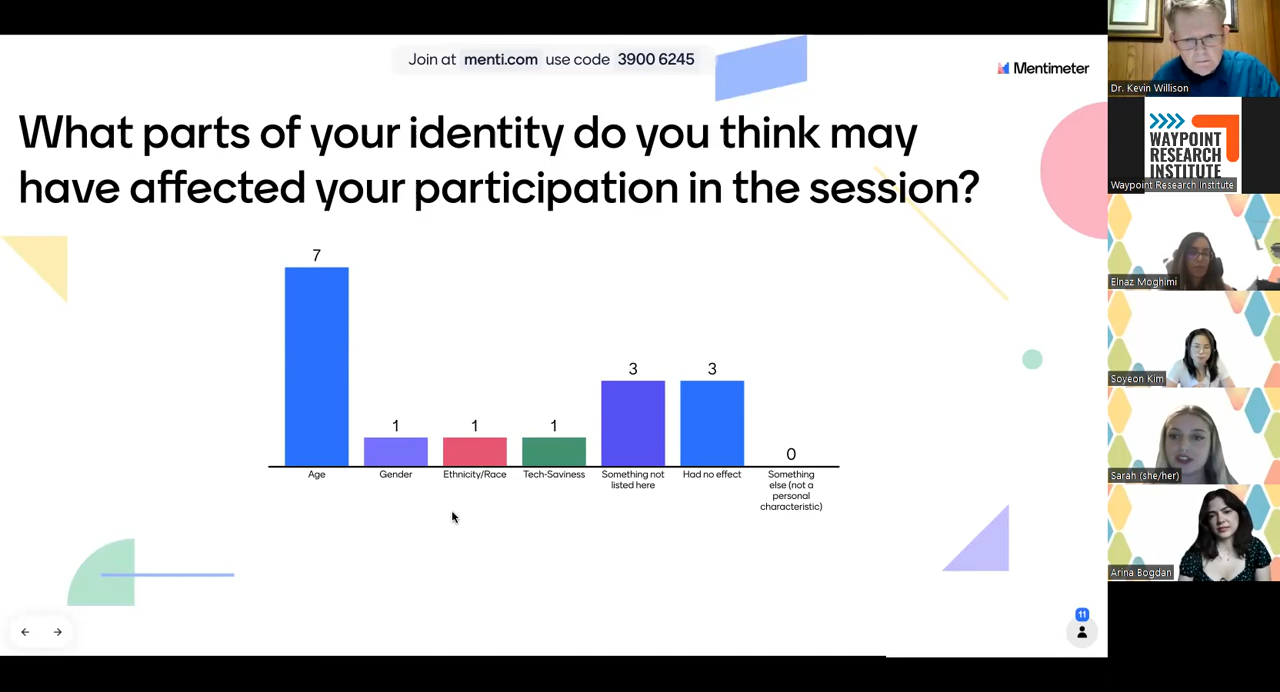 Join at menti.com use code 3900 6245
Mentimeter
What parts of your identity do you think may
have affected your participation in the session?
7
1
1
1
3
3
0
Age
Gender
Ethnicity/Race
Tech-Saviness
Something not
listed here
Had no effect
Something
else (not a
personal
characteristic)
11
Dr. Kevin Willison
WAYPOINT
RESEARCH
INSTITUTE
Waypoint Research Institute
Elnaz Moghimi
Soyeon Kim
Sarah (she/her)
Arina Bogdan